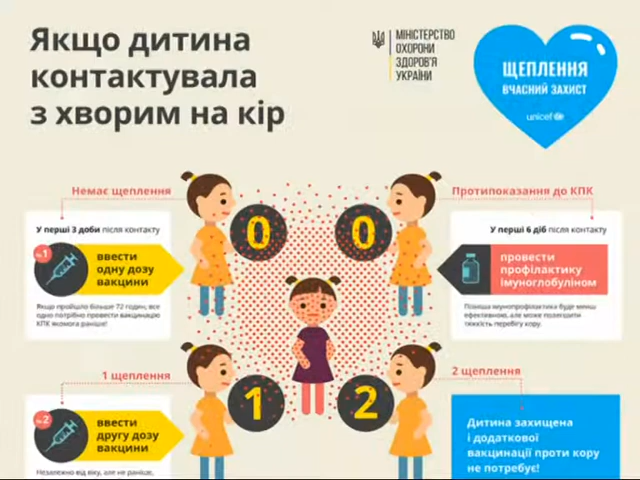 Якщо дитина
контактувала
з хворим на кір
МІНІСТЕРСТВО
ОХОРОНИ
ЗДОРОВ'Я
УКРАЇНИ
ЩЕПЛЕННЯ
ВЧАСНИЙ ЗАХИСТ
unicef
Немає щеплення
У перші 3 доби після контакту
№1
ввести
одну дозу
вакцини
Якщо пройшло більше 72 годин, все
одно потрібно провести вакцинацію
КПК якомога раніше!
0
0
Протипоказання до КПК
У перші 6 діб після контакту
провести
профілактику
імуноглобуліном
Пізніша імунопрофілактика буде менш
ефективною, але може полегшити
тяжкість перебігу кору.
1 щеплення
№2
ввести
другу дозу
вакцини
Незалежно від віку, але не раніше,
1
2
2 щеплення
Дитина захищена
і додаткової
вакцинації проти кору
не потребує!